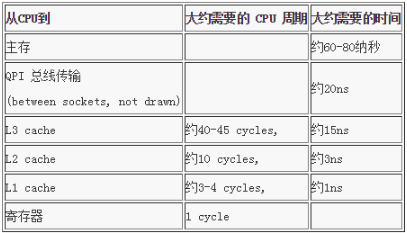 从CPU到 大约需要的 CPU 周期 大约需要的时间
主存 约60-80纳秒
QPI 总线传输
(between sockets, not drawn) 约20ns
L3 cache 约40-45 cycles, 约15ns
L2 cache 约10 cycles, 约3ns
L1 cache 约3-4 cycles, 约1ns
寄存器 1 cycle